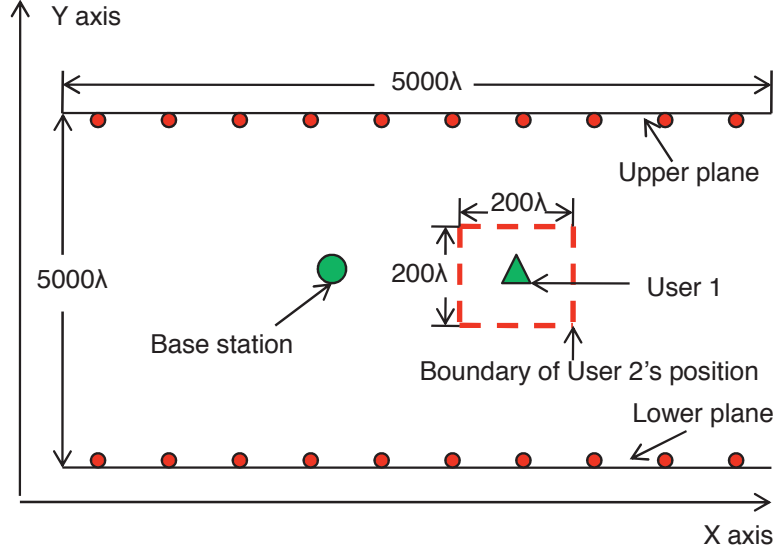 Y axis
5000λ
Upper plane
200λ
200λ
5000λ
User 1
Base station
Boundary of User 2's position
Lower plane
X axis